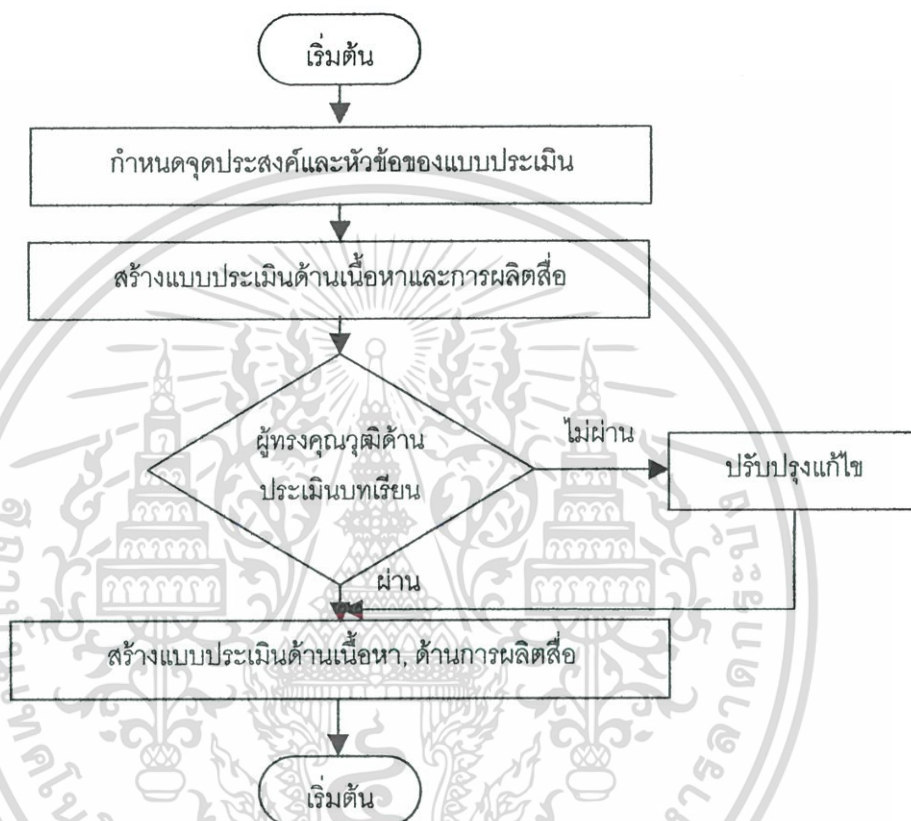 เริ่มต้น
กำหนดจุดประสงค์และหัวข้อของแบบประเมิน
สร้างแบบประเมินด้านเนื้อหาและการผลิตสื่อ
ผู้ทรงคุณวุฒิด้าน
ประเมินบทเรียน
ไม่ผ่าน
ปรับปรุงแก้ไข
ผ่าน
สร้างแบบประเมินด้านเนื้อหา, ด้านการผลิตสื่อ
เริ่มต้น